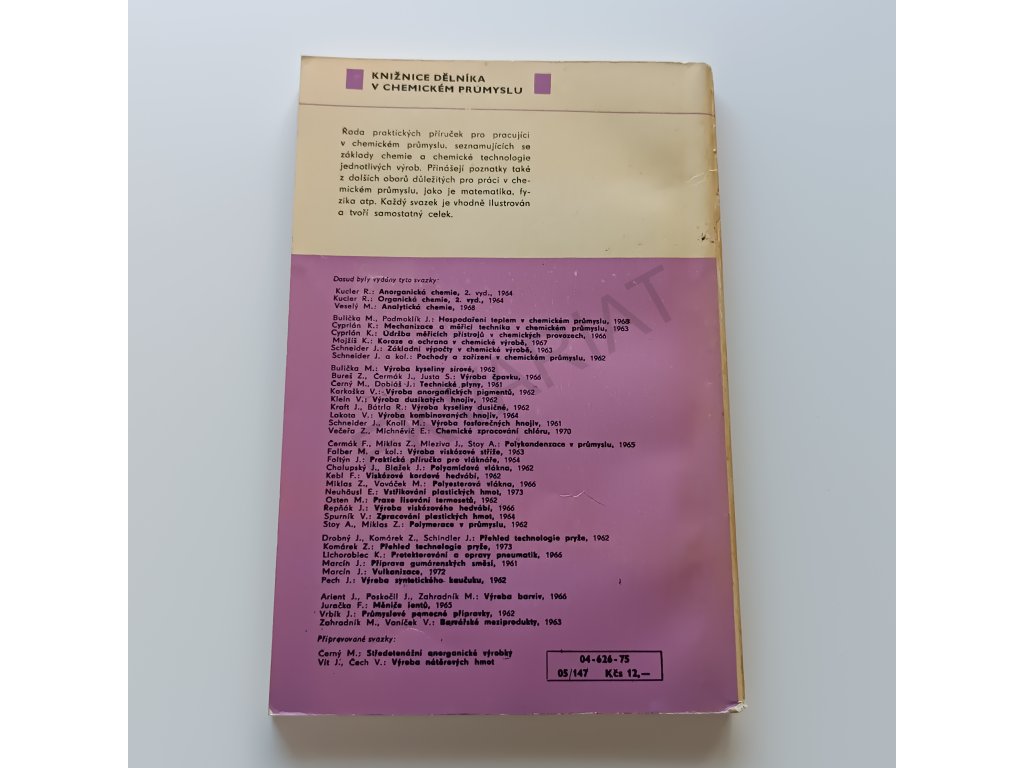 KNIŽNICE DĚLNÍKA
V CHEMICKÉM PRŮMYSLU
Řada praktických příruček pro pracující
v chemickém průmyslu, seznamujících se
základy chemie a chemické technologie
jednotlivých výrob. Přinášejí poznatky také
z dalších oborů důležitých pro práci v che-
mickém průmyslu, jako je matematika, fy-
zika atp. Každý svazek je vhodně ilustrován
a tvoří samostatný celek.
Dosud byly vydány tyto svazky:
Kucler R.: Anorganická chemie, 2. vyd., 1964
Kucler R.: Organická chemie, 2. vyd., 1964
Veselý M.: Analytická chemie, 1968
Bulička M., Podmoklík J.: Hospodaření teplem v chemickém průmyslu, 1968
Cyprián K.: Mechanizace a měřicí technika v chemickém průmyslu, 1963
Cyprián K.: Údržba měřicích přístrojů v chemických provozech, 1966
Mojžíš K.: Koroze a ochrana v chemické výrobě, 1967
Schneider J.: Základní výpočty v chemické výrobě, 1963
Schneider J. a kol.: Pochody a zařízení v chemickém průmyslu, 1962
Bulička M.: Výroba kyseliny sírové, 1962
Bureš Z., Čermák J., Justa S.: Výroba čpavku, 1966
Černý M., Dobiáš J.: Technické plyny, 1961
Karkoška V.: Výroba anorganických pigmentů, 1962
Klein V.: Výroba dusíkatých hnojiv, 1962
Kraft J., Bátrla R.: Výroba kyseliny dusičné, 1962
Lakota V.: Výroba kombinovaných hnojiv, 1964
Schneider J., Knoll M.: Výroba fosforečných hnojiv, 1961
Večeřa Z., Michněvič E.: Chemické zpracování chlóru, 1970
Čermák F., Miklas Z., Mleziva J., Stoy A.: Polykondenzace v průmyslu, 1965
Falber M. a kol.: Výroba viskózové stříže, 1963
Foltýn J.: Praktická příručka pro vláknaře, 1964
Chalupský J., Blažek J.: Polyamidová vlákna, 1962
Kebl F.: Viskózové kordové hedvábí, 1962
Miklas Z., Vaváček M.: Polyesterová vlákna, 1966
Neuhäusl E.: Vstřikování plastických hmot, 1973
Osten M.: Praxe lisování termosetů, 1962
Řepňák J.: Výroba viskózového hedvábí, 1966
Spurník V.: Zpracování plastických hmot, 1964
Stoy A., Miklas Z.: Polymerace v průmyslu, 1962
Drobný J., Komárek Z., Schindler J.: Přehled technologie pryže, 1962
Komárek Z.: Přehled technologie pryže, 1973
Lichorobiec K.: Protektorování a opravy pneumatik, 1966
Marcín J.: Příprava gumárenských směsí, 1961
Marcín J.: Vulkanizace, 1972
Pech J.: Výroba syntetického kaučuku, 1962
Arient J., Poskočil J., Zahradník M.: Výroba barviv, 1966
Juračka F.: Měniče iontů, 1965
Vrbík J.: Průmyslové pomocné přípravky, 1962
Zahradník M., Vaníček V.: Barvářské meziprodukty, 1963
Připravované svazky:
Černý M.: Středotonážní anorganické výrobky
Vít J., Čech V.: Výroba nátěrových hmot
04-626-75
05/147 Kčs 12,—